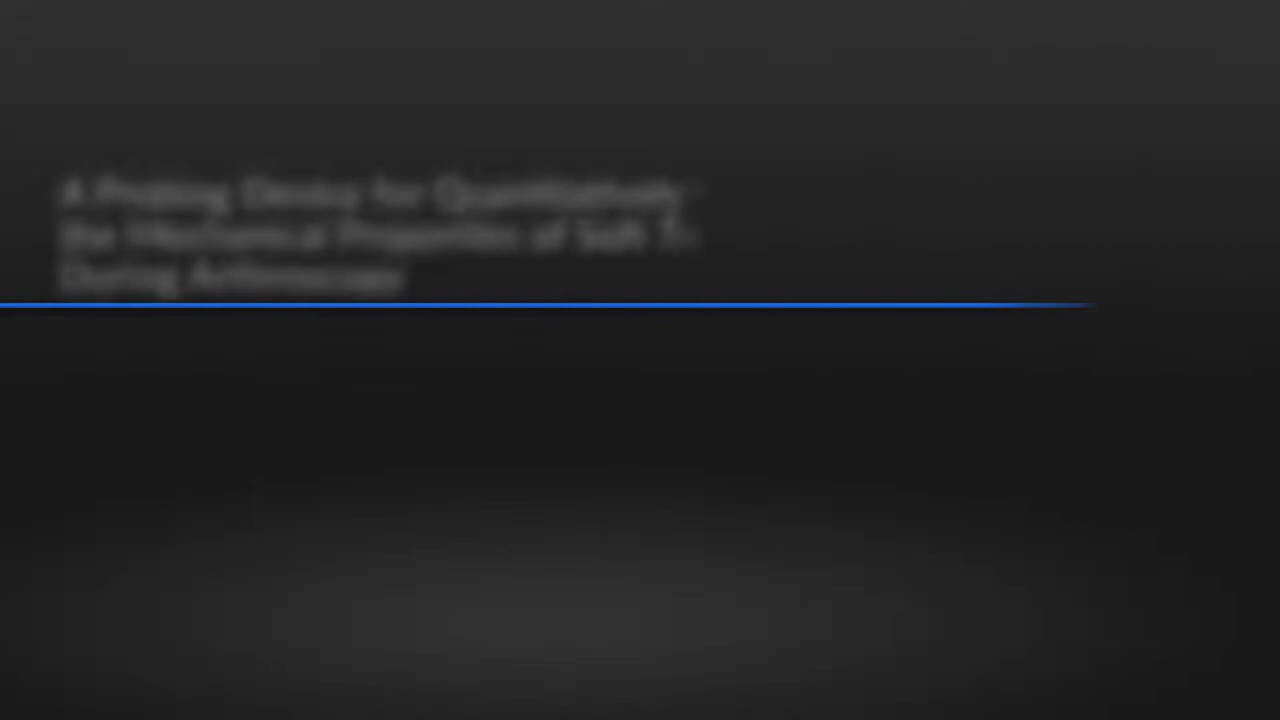 A Probing Device for Quantitatively
the Mechanical Properties of Soft
During Arthroscopy